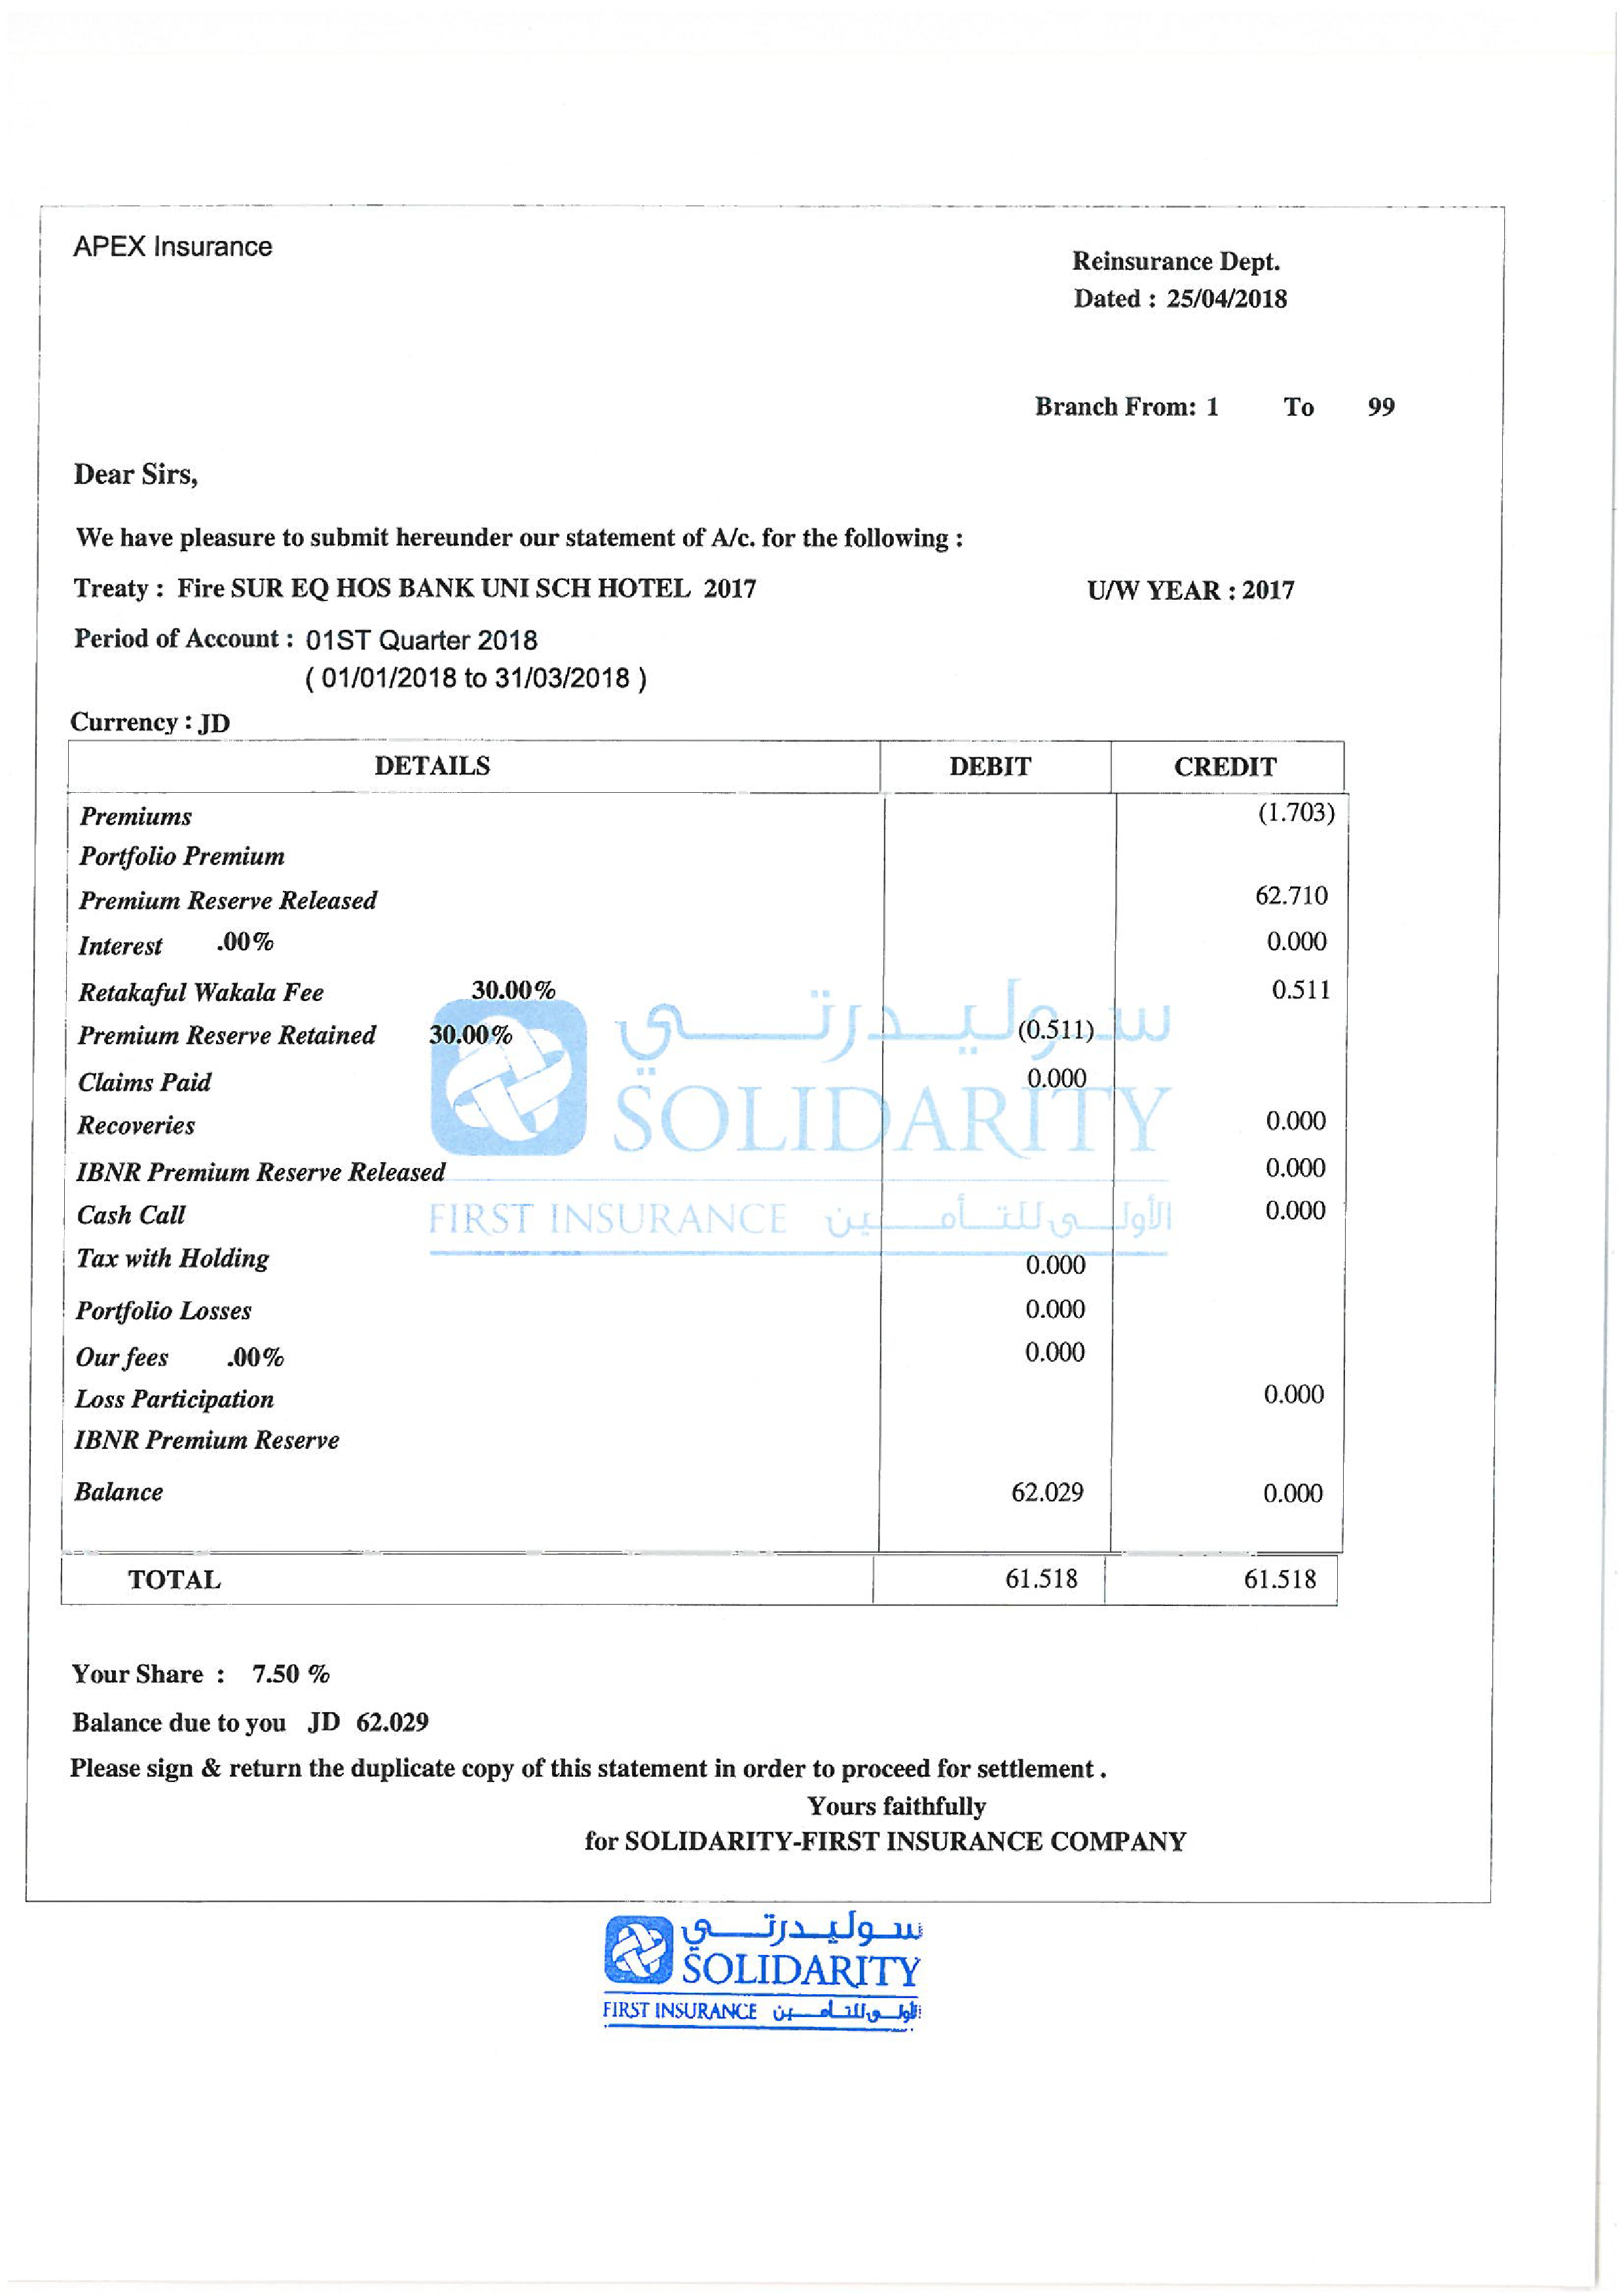 APEX Insurance
Reinsurance Dept.
Dated : 25/04/2018
Branch From: 1 To 99
Dear Sirs,
We have pleasure to submit hereunder our statement of A/c. for the following :
Treaty : Fire SUR EQ HOS BANK UNI SCH HOTEL 2017 U/W YEAR : 2017
Period of Account : 01ST Quarter 2018
( 01/01/2018 to 31/03/2018 )
Currency : JD
DETAILS DEBIT CREDIT
Premiums (1.703)
Portfolio Premium
Premium Reserve Released 62.710
Interest .00% 0.000
Retakaful Wakala Fee 30.00% 0.511
Premium Reserve Retained 30.00% (0.511)
Claims Paid 0.000
Recoveries 0.000
IBNR Premium Reserve Released 0.000
Cash Call 0.000
Tax with Holding 0.000
Portfolio Losses 0.000
Our fees .00% 0.000
Loss Participation 0.000
IBNR Premium Reserve
Balance 62.029 0.000
TOTAL 61.518 61.518
سوليدرتي
SOLIDARITY
FIRST INSURANCE الأولى للتأمين
Your Share : 7.50 %
Balance due to you JD 62.029
Please sign & return the duplicate copy of this statement in order to proceed for settlement .
Yours faithfully
for SOLIDARITY-FIRST INSURANCE COMPANY
سوليدرتي
SOLIDARITY
FIRST INSURANCE الأولى للتأمين